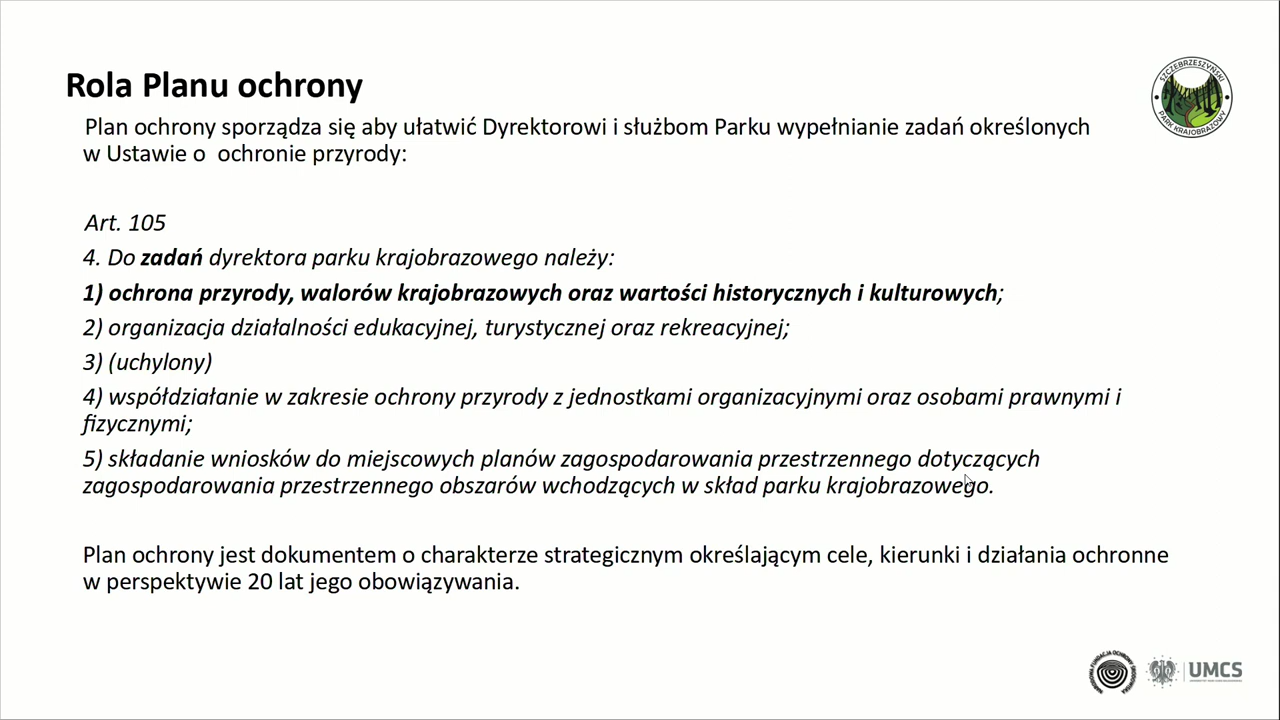 Rola Planu ochrony
SZCZEBRZESZYŃSKI
PARK KRAJOBRAZOWY
Plan ochrony sporządza się aby ułatwić Dyrektorowi i służbom Parku wypełnianie zadań określonych
w Ustawie o  ochronie przyrody:
Art. 105
4. Do zadań dyrektora parku krajobrazowego należy:
1) ochrona przyrody, walorów krajobrazowych oraz wartości historycznych i kulturowych;
2) organizacja działalności edukacyjnej, turystycznej oraz rekreacyjnej;
3) (uchylony)
4) współdziałanie w zakresie ochrony przyrody z jednostkami organizacyjnymi oraz osobami prawnymi i
fizycznymi;
5) składanie wniosków do miejscowych planów zagospodarowania przestrzennego dotyczących
zagospodarowania przestrzennego obszarów wchodzących w skład parku krajobrazowego.
Plan ochrony jest dokumentem o charakterze strategicznym określającym cele, kierunki i działania ochronne
w perspektywie 20 lat jego obowiązywania.
NARODOWA FUNDACJA OCHRONY ŚRODOWISKA
UMCS